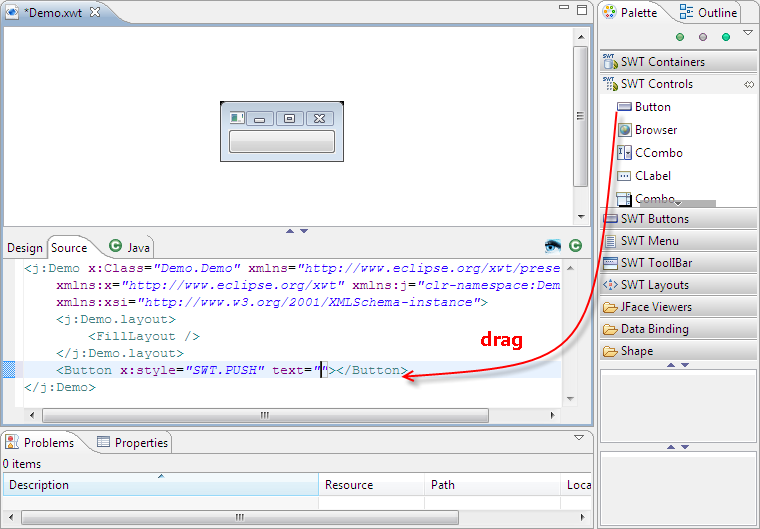 *Demo.xwt
Palette
Outline
SWT Containers
SWT Controls
Button
Browser
CCombo
CLabel
Combo
SWT Buttons
SWT Menu
SWT ToolBar
SWT Layouts
JFace Viewers
Data Binding
Shape
Design
Source
Java
<j:Demo x:Class="Demo.Demo" xmlns="http://www.eclipse.org/xwt/prese
xmlns:x="http://www.eclipse.org/xwt" xmlns:j="clr-namespace:Dem
xmlns:xsi="http://www.w3.org/2001/XMLSchema-instance">
<j:Demo.layout>
<FillLayout />
</j:Demo.layout>
<Button x:style="SWT.PUSH" text=""></Button>
</j:Demo>
drag
Problems
Properties
0 items
Description
Resource
Path
Loca